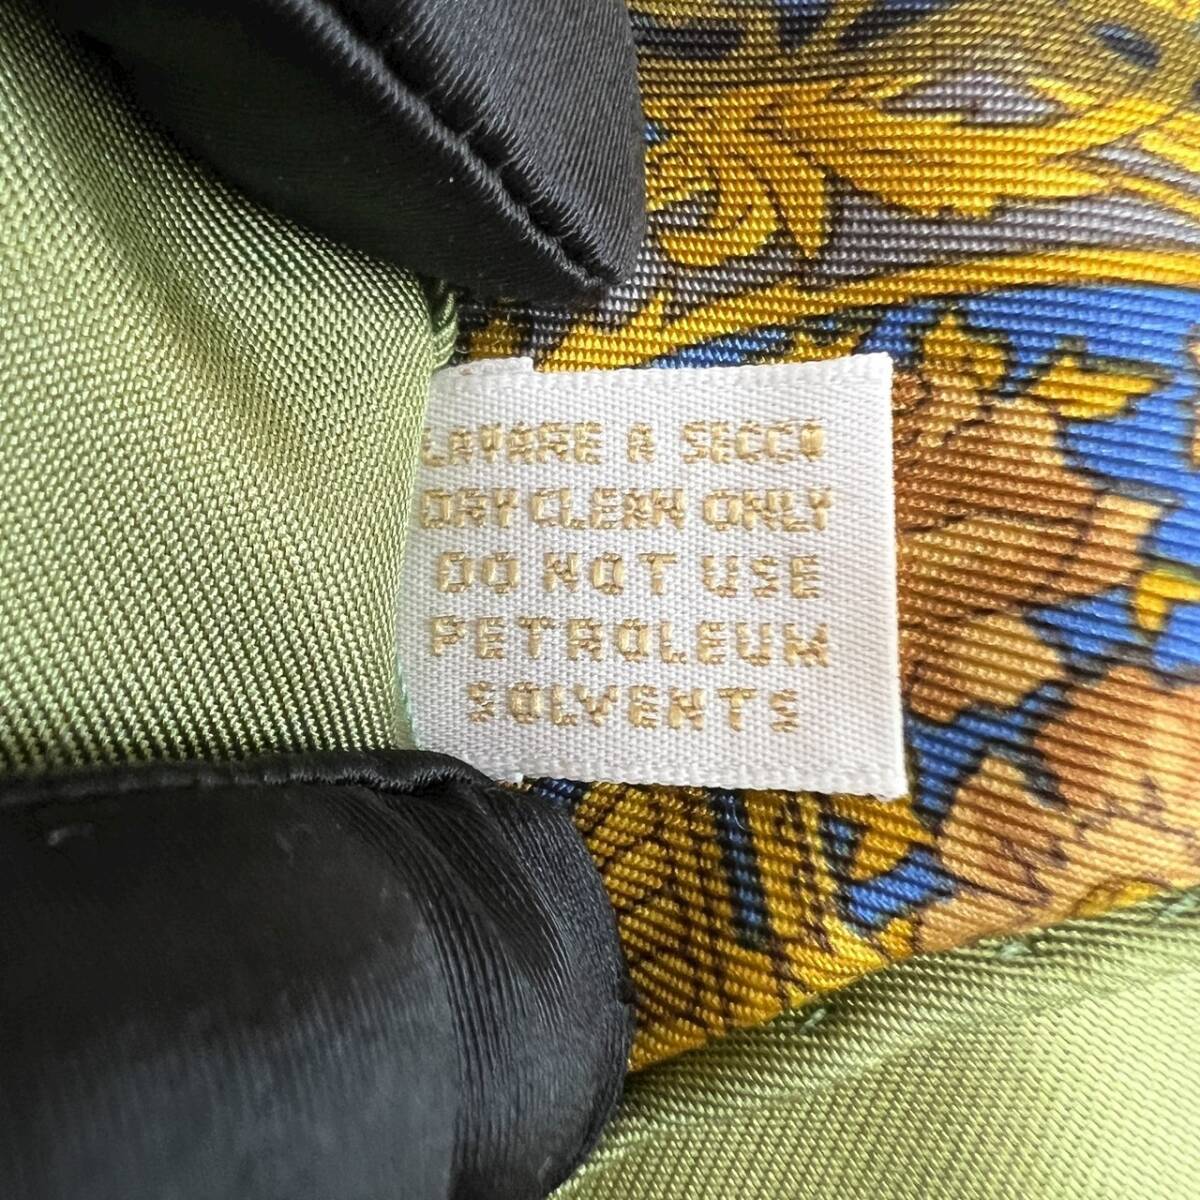 LAVARE A SECCO
DRY CLEAN ONLY
DO NOT USE
PETROLEUM
SOLVENTS